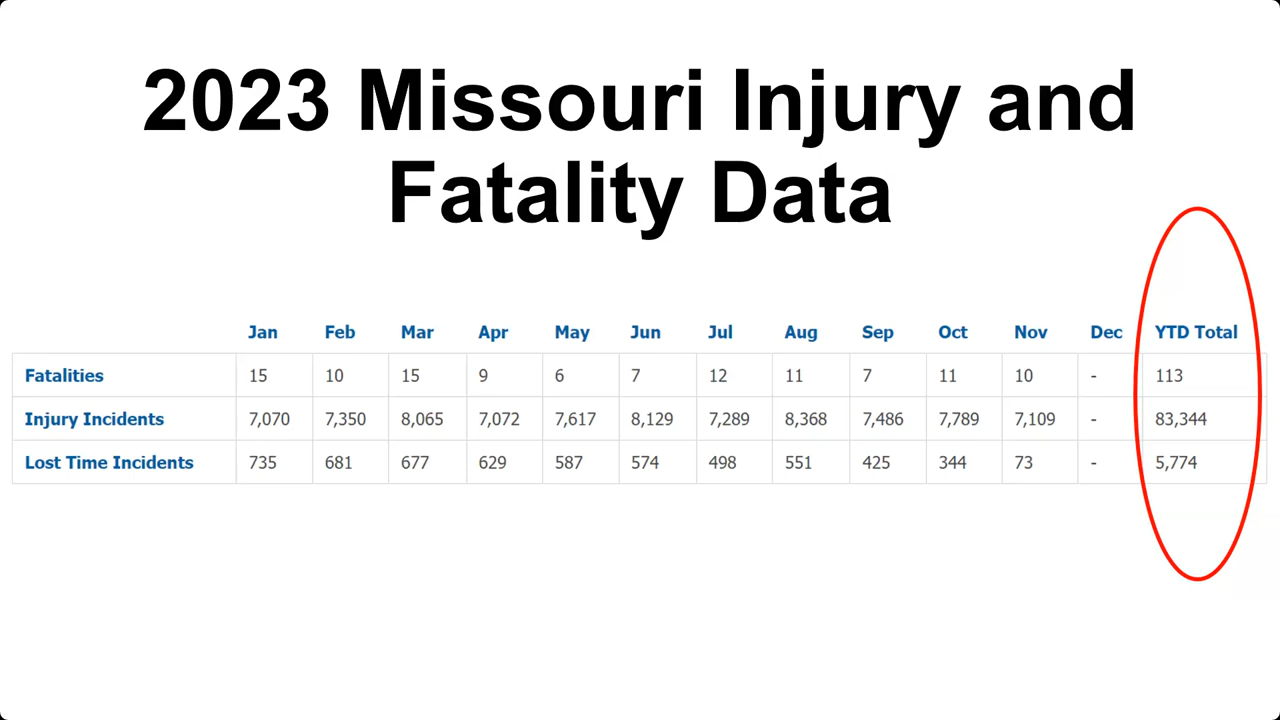 2023 Missouri Injury and
Fatality Data
Jan Feb Mar Apr May Jun Jul Aug Sep Oct Nov Dec YTD Total
Fatalities 15 10 15 9 6 7 12 11 7 11 10 - 113
Injury Incidents 7,070 7,350 8,065 7,072 7,617 8,129 7,289 8,368 7,486 7,789 7,109 - 83,344
Lost Time Incidents 735 681 677 629 587 574 498 551 425 344 73 - 5,774